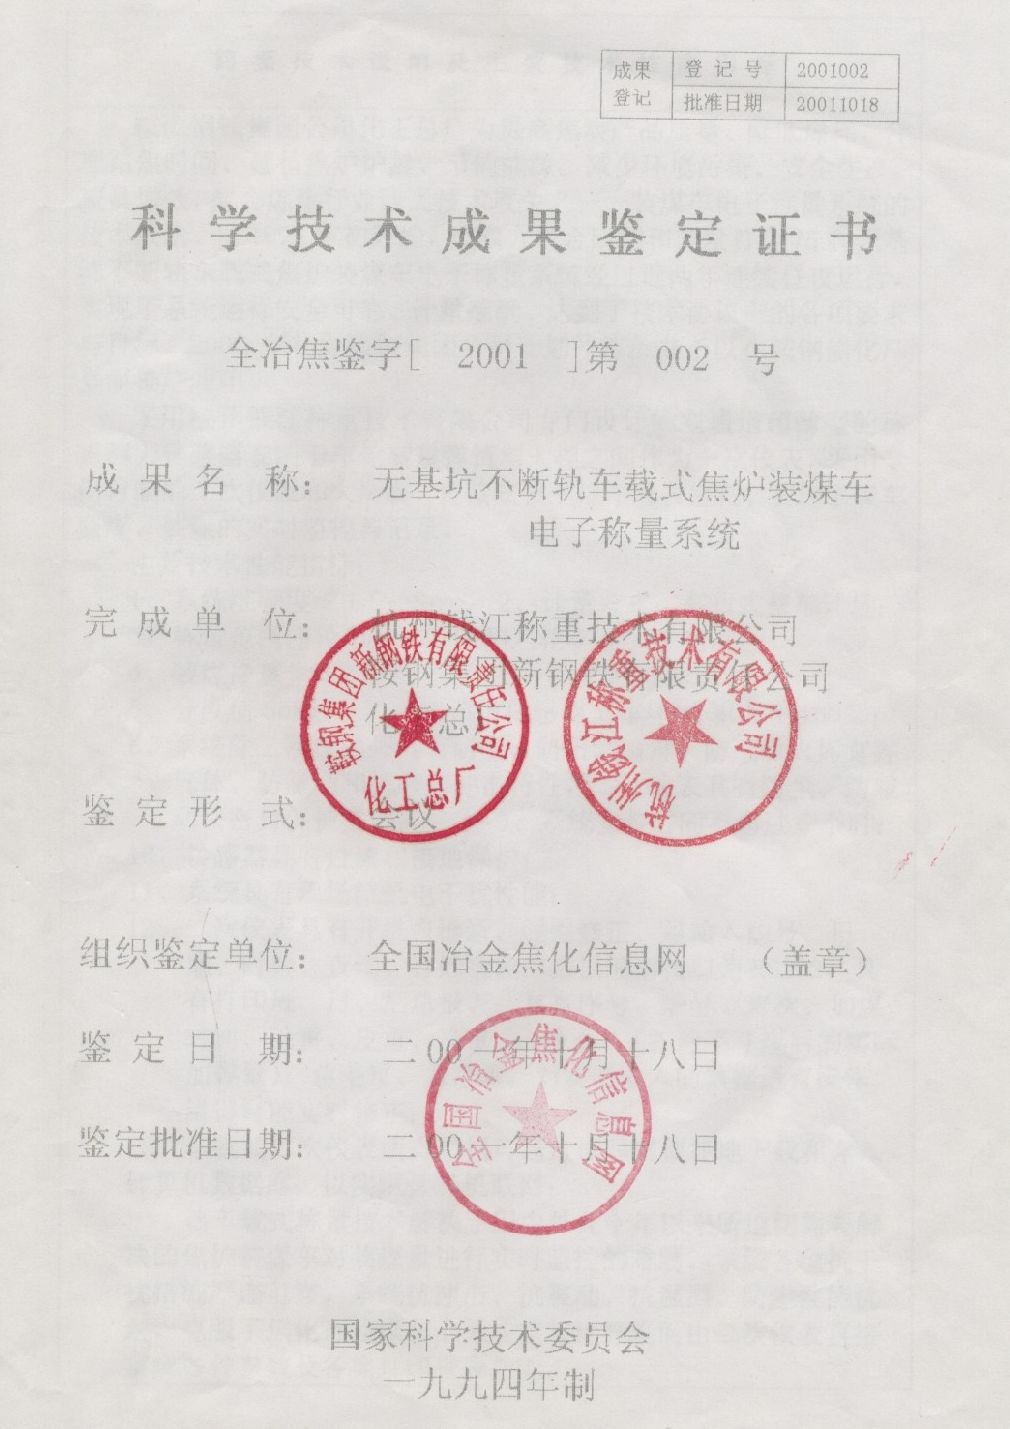 成果登记
登记号 2001002
批准日期 20011018
科学技术成果鉴定证书
全冶焦鉴字[ 2001 ]第 002 号
成果名称: 无基坑不断轨车载式焦炉装煤车
电子称量系统
完成单位: 杭州钱江称重技术有限公司
鞍钢集团新钢铁有限责任公司
化工总厂
鞍钢集团新钢铁有限责任公司
化工总厂
杭州钱江称重技术有限公司
鉴定形式: 会议
组织鉴定单位: 全国冶金焦化信息网 (盖章)
鉴定日期: 二00一年十月十八日
鉴定批准日期: 二00一年十月十八日
全国冶金焦化信息网
国家科学技术委员会
一九九四年制